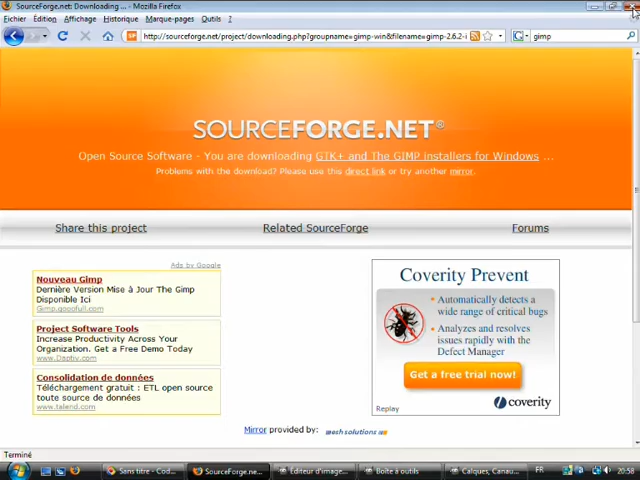 SourceForge.net: Downloading ... - Mozilla Firefox
Fichier Édition Affichage Historique Marque-pages Outils ?
http://sourceforge.net/project/downloading.php?groupname=gimp-win&filename=gimp-2.6.2-i
gimp
SOURCEFORGE.NET®
Open Source Software - You are downloading GTK+ and The GIMP installers for Windows ...
Problems with the download? Please use this direct link or try another mirror.
Share this project Related SourceForge Forums
Ads by Google
Nouveau Gimp
Dernière Version Mise à Jour The Gimp
Disponible Ici
Gimp.gooofull.com
Project Software Tools
Increase Productivity Across Your
Organization. Get a Free Demo Today
www.Daptiv.com
Consolidation de données
Téléchargement gratuit : ETL open source
toute source de données
www.talend.com
Coverity Prevent
• Automatically detects a
wide range of critical bugs
• Analyzes and resolves
issues rapidly with the
Defect Manager
Get a free trial now!
Replay
coverity
Mirror provided by: mesh solutions
Terminé
Sans titre - Cod... SourceForge.ne... Éditeur d'image... Boîte à outils Calques, Canau... FR 20:58